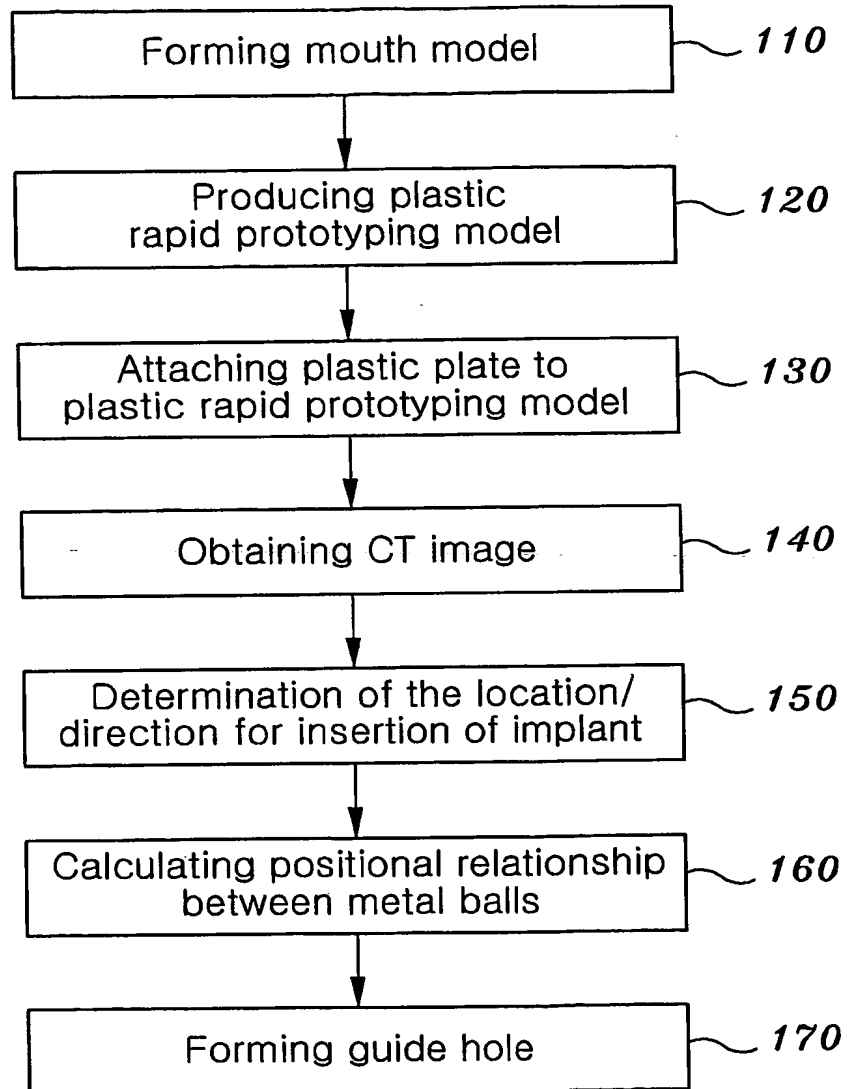 Forming mouth model
110
Producing plastic
rapid prototyping model
120
Attaching plastic plate to
plastic rapid prototyping model
130
Obtaining CT image
140
Determination of the location/
direction for insertion of implant
150
Calculating positional relationship
between metal balls
160
Forming guide hole
170